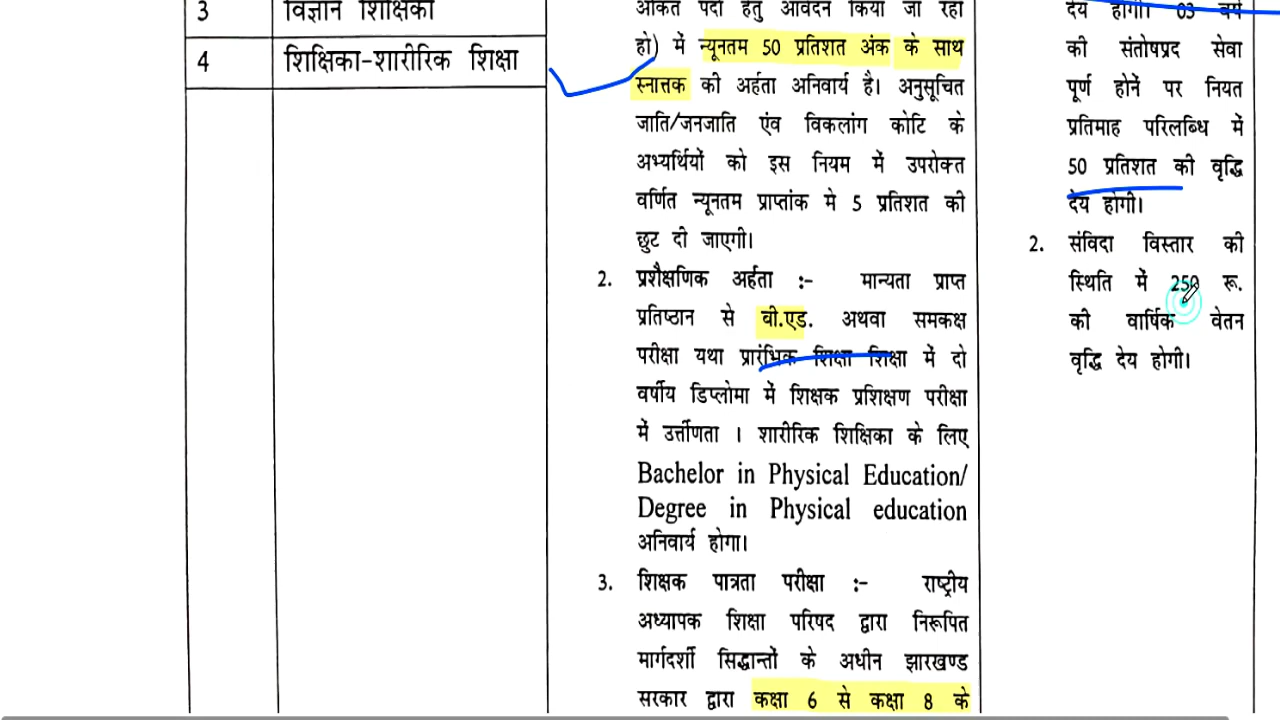 3 विज्ञान शिक्षिका
4 शिक्षिका-शारीरिक शिक्षा
अंकित पदों हेतु आवेदन किया जा रहा
हो) में न्यूनतम 50 प्रतिशत अंक के साथ
स्नात्तक की अर्हता अनिवार्य है। अनुसूचित
जाति/जनजाति एंव विकलांग कोटि के
अभ्यर्थियों को इस नियम में उपरोक्त
वर्णित न्यूनतम प्राप्तांक मे 5 प्रतिशत की
छुट दी जाएगी।
2. प्रशैक्षणिक अर्हता :- मान्यता प्राप्त
प्रतिष्ठान से वी.एड. अथवा समकक्ष
परीक्षा यथा प्रारंभिक शिक्षा शिक्षा में दो
वर्षीय डिप्लोमा में शिक्षक प्रशिक्षण परीक्षा
में उर्त्तीणता । शारीरिक शिक्षिका के लिए
Bachelor in Physical Education/
Degree in Physical education
अनिवार्य होगा।
3. शिक्षक पात्रता परीक्षा :- राष्ट्रीय
अध्यापक शिक्षा परिषद द्वारा निरूपित
मार्गदर्शी सिद्धान्तों के अधीन झारखण्ड
सरकार द्वारा कक्षा 6 से कक्षा 8 के
देय होगी। 03 वर्ष
की संतोषप्रद सेवा
पूर्ण होनें पर नियत
प्रतिमाह परिलब्धि में
50 प्रतिशत की वृद्धि
देय होगी।
2. संविदा विस्तार की
स्थिति में 250 रू.
की वार्षिक वेतन
वृद्धि देय होगी।